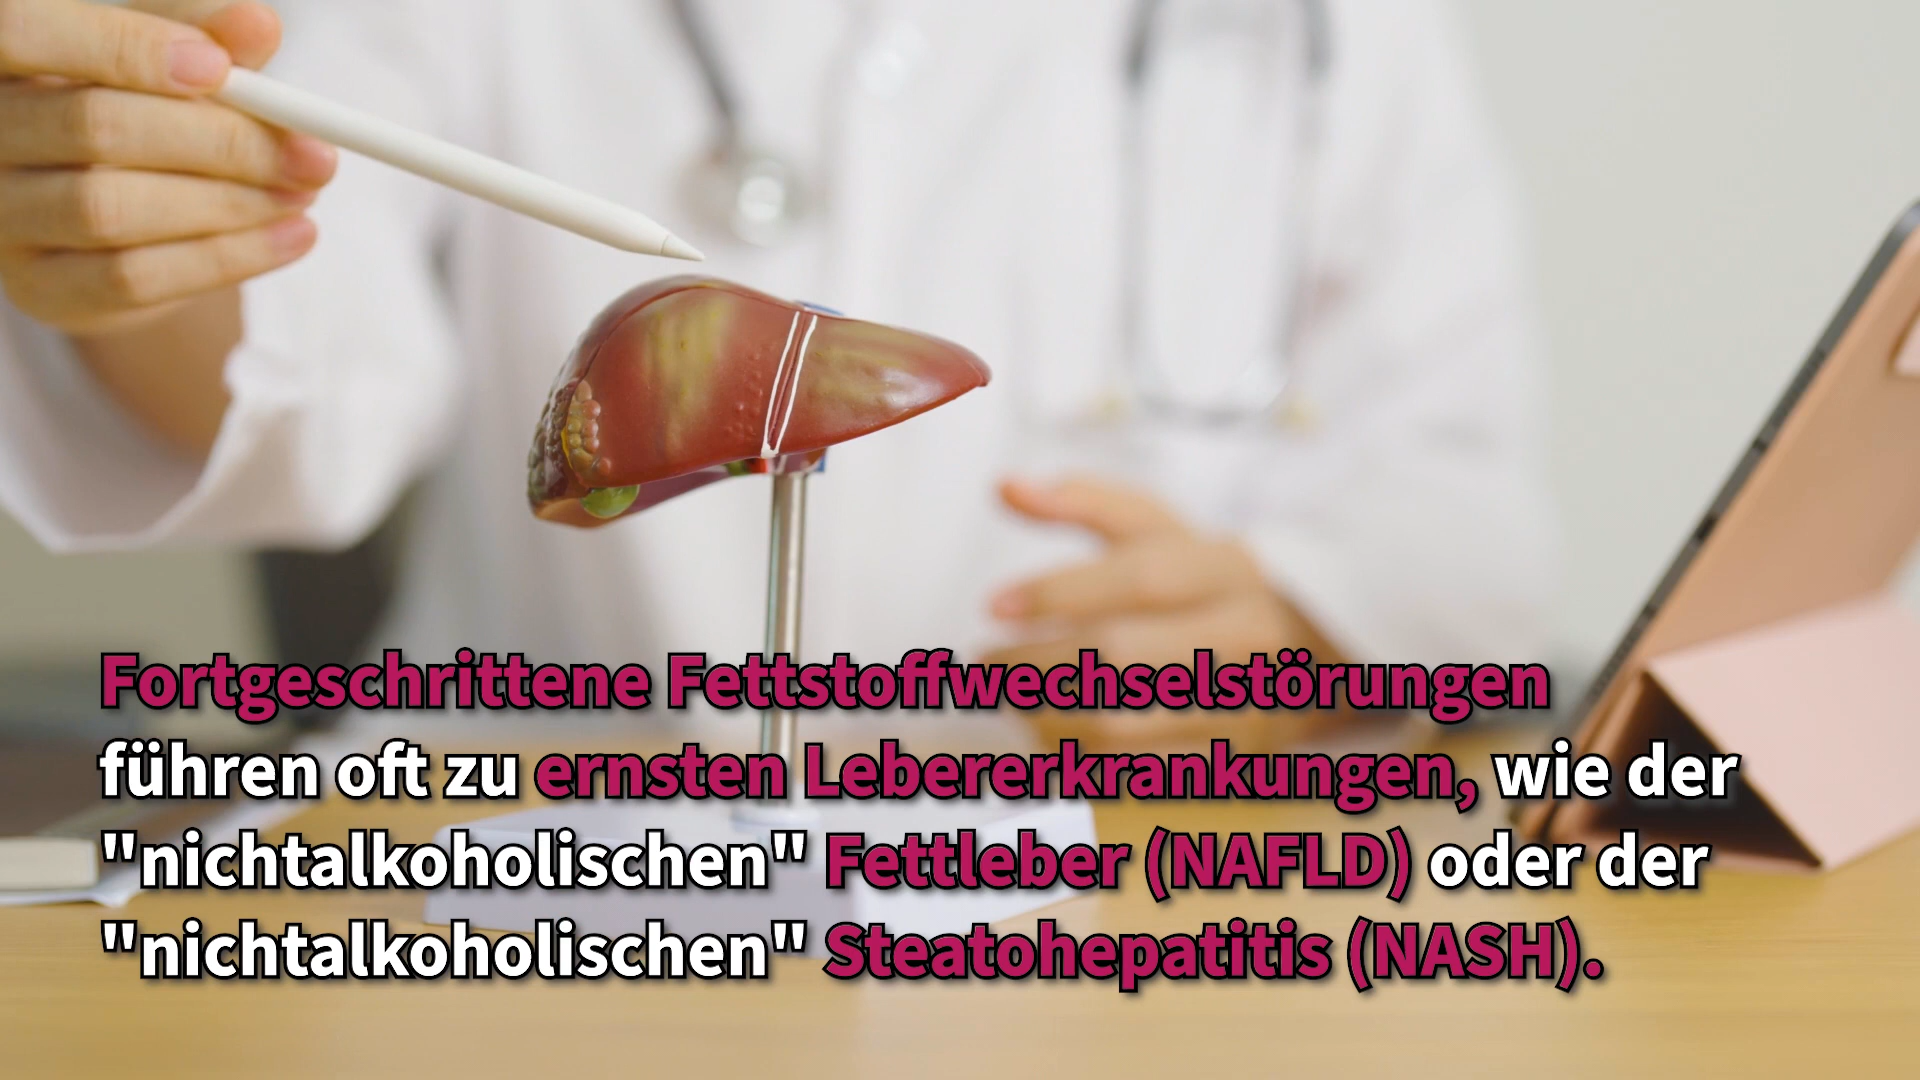 Fortgeschrittene Fettstoffwechselstörungen
führen oft zu ernsten Lebererkrankungen, wie der
"nichtalkoholischen" Fettleber (NAFLD) oder der
"nichtalkoholischen" Steatohepatitis (NASH).